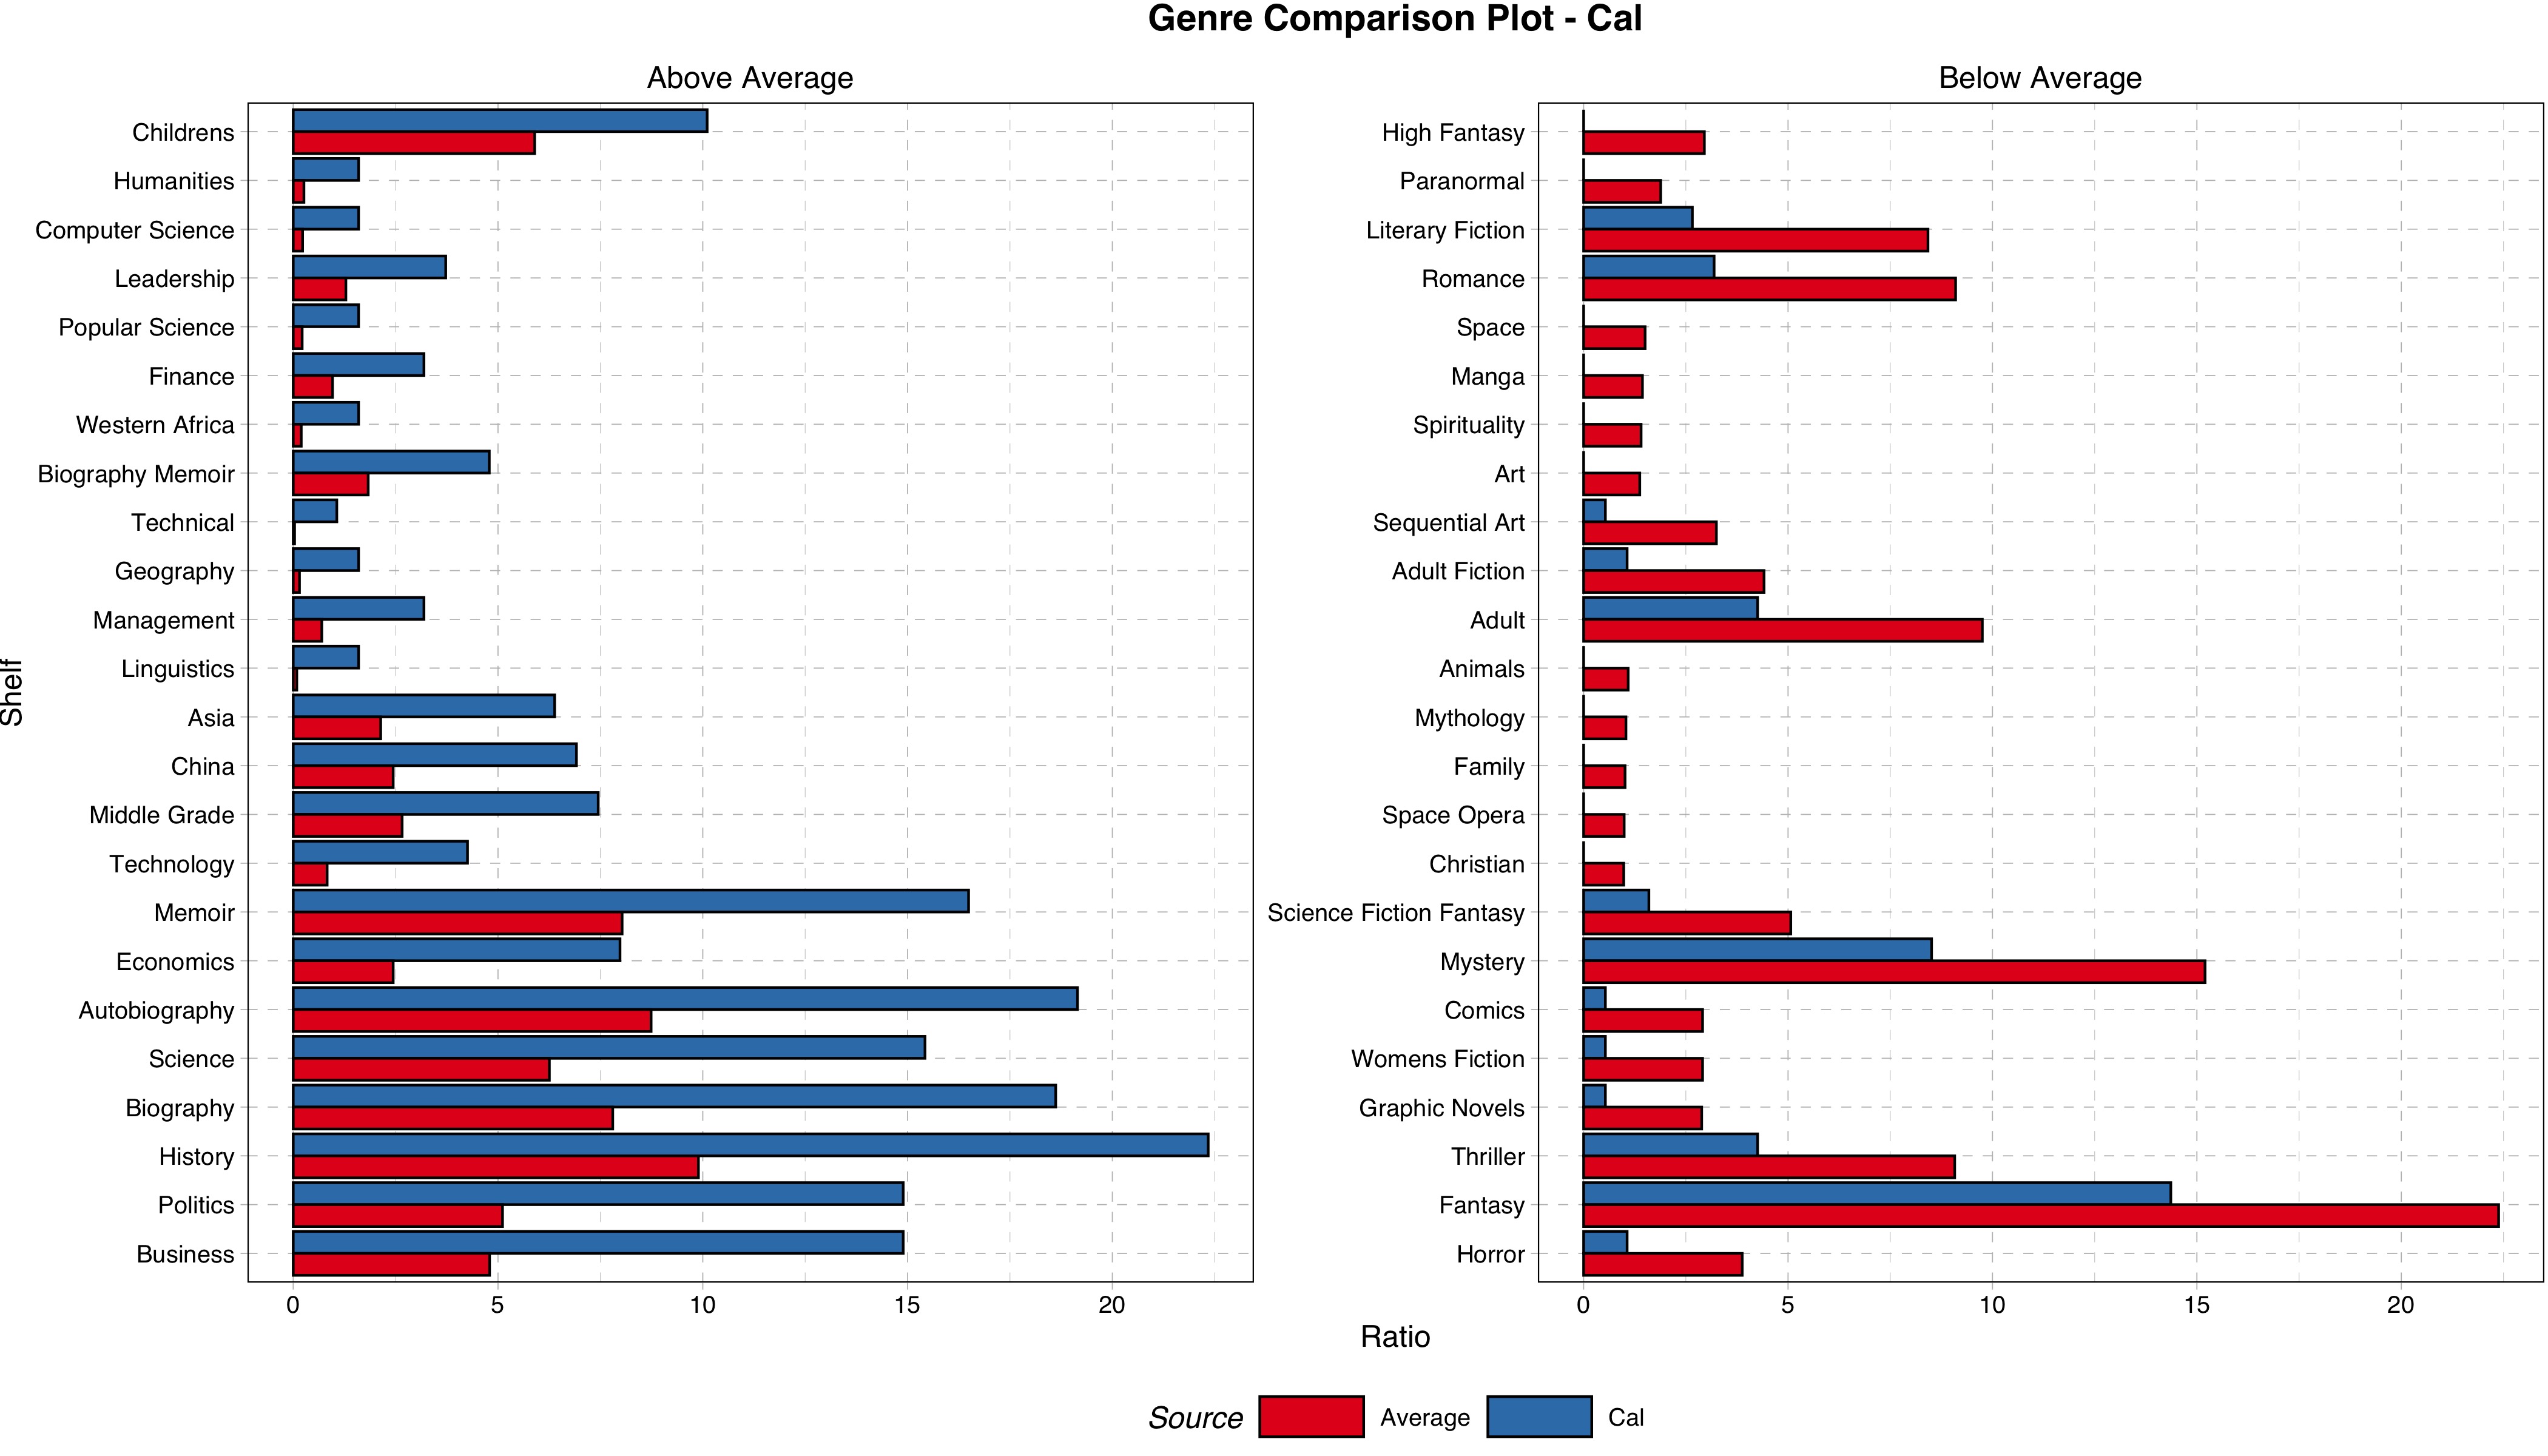 Genre Comparison Plot - Cal
Above Average
Childrens
Humanities
Computer Science
Leadership
Popular Science
Finance
Western Africa
Biography Memoir
Technical
Geography
Management
Linguistics
Asia
China
Middle Grade
Technology
Memoir
Economics
Autobiography
Science
Biography
History
Politics
Business
0 5 10 15 20
Shelf
Below Average
High Fantasy
Paranormal
Literary Fiction
Romance
Space
Manga
Spirituality
Art
Sequential Art
Adult Fiction
Adult
Animals
Mythology
Family
Space Opera
Christian
Science Fiction Fantasy
Mystery
Comics
Womens Fiction
Graphic Novels
Thriller
Fantasy
Horror
0 5 10 15 20
Ratio
Source Average Cal